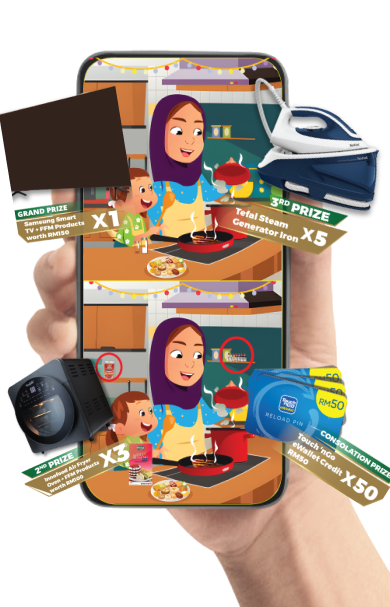 GRAND PRIZE
Samsung Smart
TV + FFM Products
worth RM150
X1
3RD PRIZE
Tefal Steam
Generator Iron
X5
2ND PRIZE
Innofood Air Fryer
Oven + FFM Products
worth RM100
X3
RM50
RELOAD PIN
CONSOLATION PRIZE
Touch 'nGo
eWallet Credit
RM50
X50